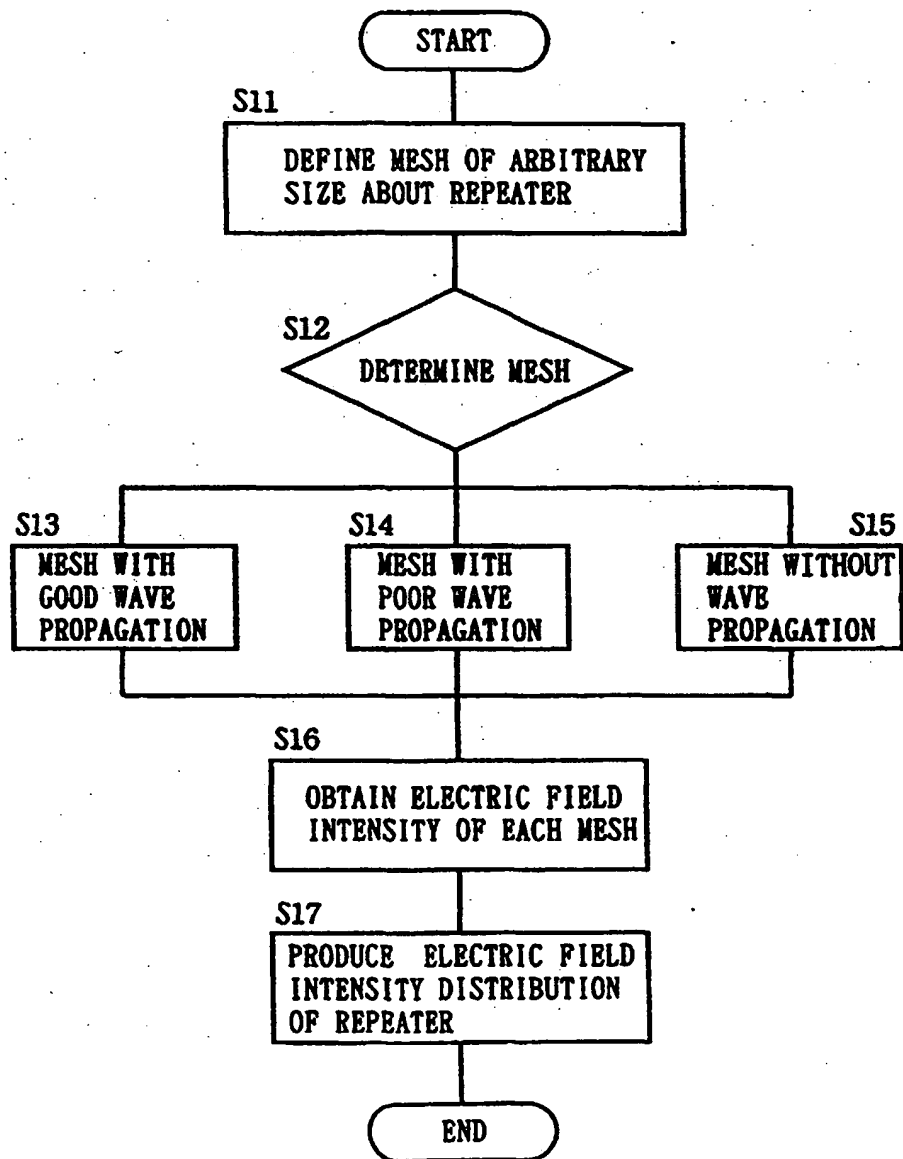 START
S11
DEFINE MESH OF ARBITRARY
SIZE ABOUT REPEATER
S12
DETERMINE MESH
S13
MESH WITH
GOOD WAVE
PROPAGATION
S14
MESH WITH
POOR WAVE
PROPAGATION
S15
MESH WITHOUT
WAVE
PROPAGATION
S16
OBTAIN ELECTRIC FIELD
INTENSITY OF EACH MESH
S17
PRODUCE ELECTRIC FIELD
INTENSITY DISTRIBUTION
OF REPEATER
END